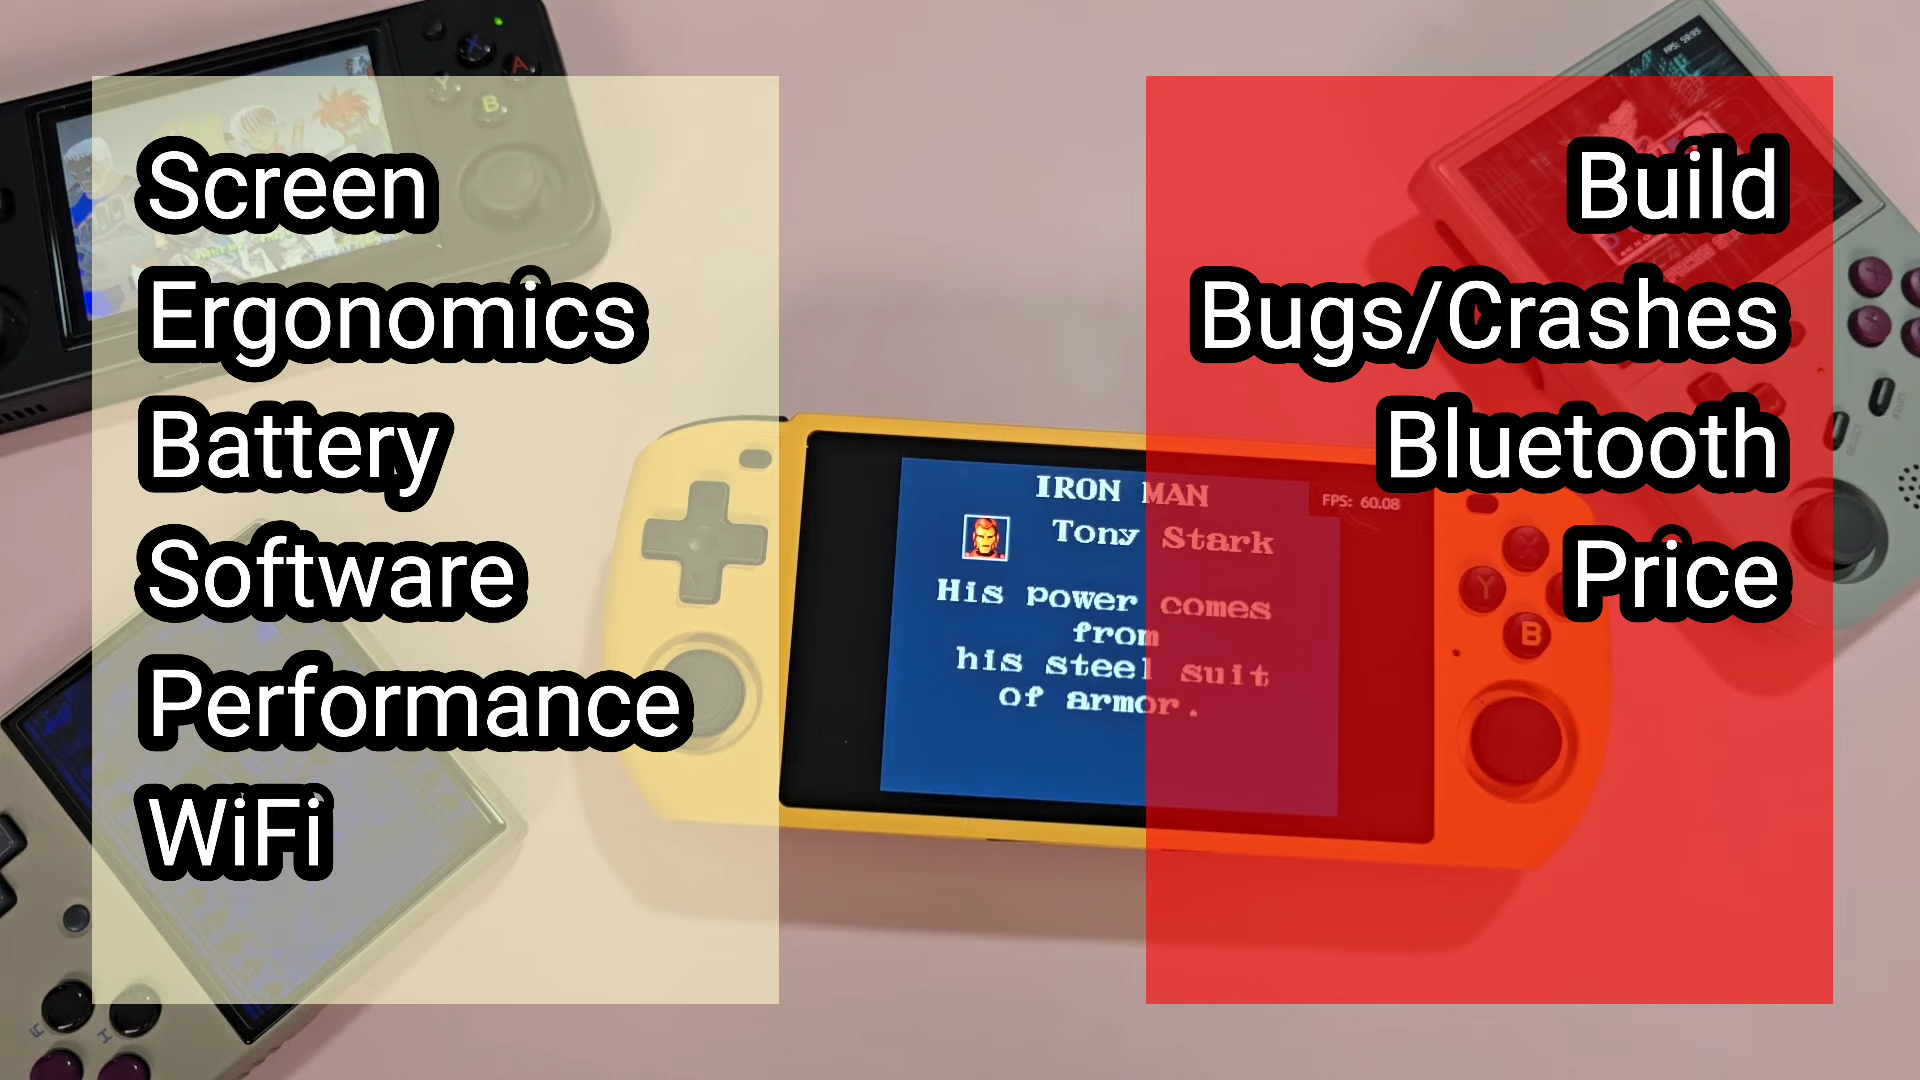 Screen
Ergonomics
Battery
Software
Performance
WiFi
Build
Bugs/Crashes
Bluetooth
Price
IRON MAN
FPS: 60.08
Tony Stark
His power comes
from
his steel suit
of armor.
X
A
Y
B
Y
B